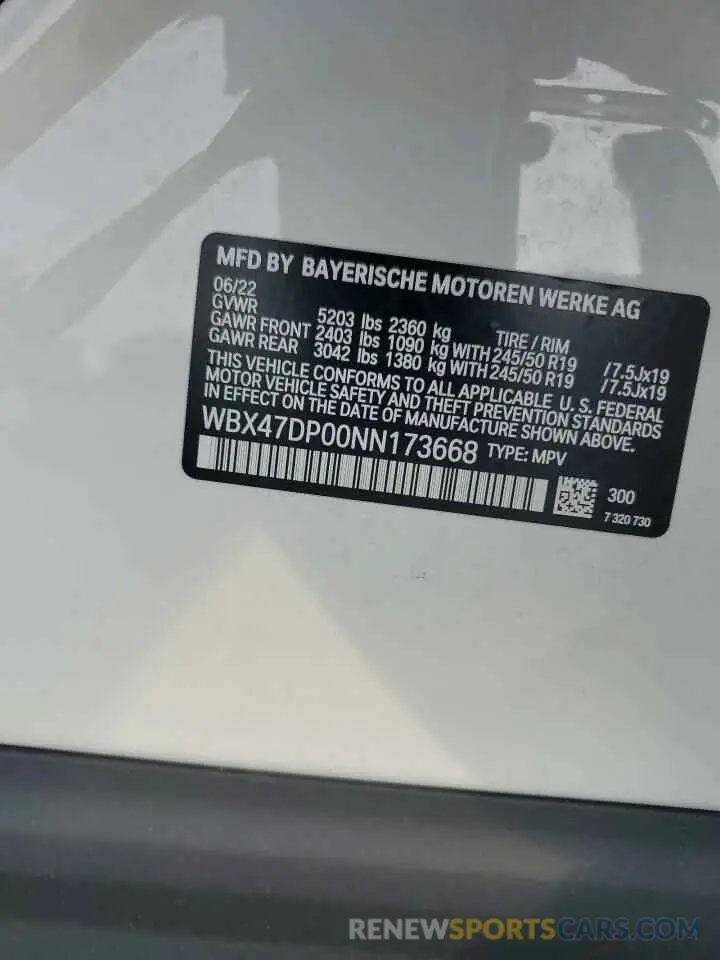 MFD BY BAYERISCHE MOTOREN WERKE AG
06/22
GVWR 5203 lbs 2360 kg TIRE / RIM
GAWR FRONT 2403 lbs 1090 kg WITH 245/50 R19 /7.5Jx19
GAWR REAR 3042 lbs 1380 kg WITH 245/50 R19 /7.5Jx19
THIS VEHICLE CONFORMS TO ALL APPLICABLE U. S. FEDERAL
MOTOR VEHICLE SAFETY AND THEFT PREVENTION STANDARDS
IN EFFECT ON THE DATE OF MANUFACTURE SHOWN ABOVE.
WBX47DP00NN173668 TYPE: MPV
300
7 320 730
RENEWSPORTSCARS.COM